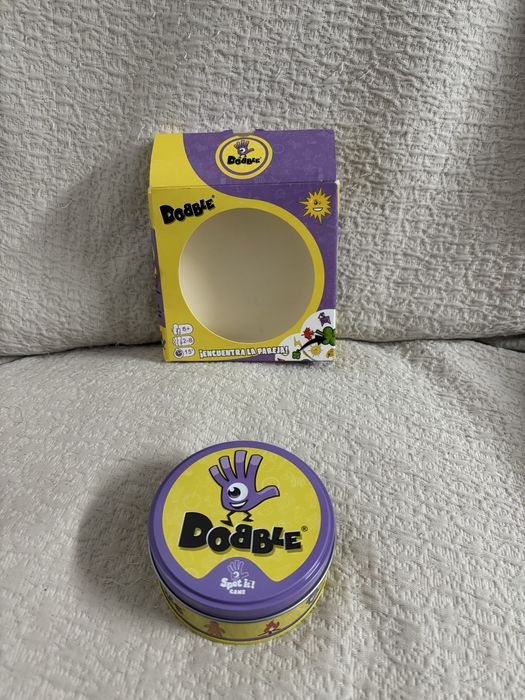 DOBBLE
DOBBLE®
6+
2-8
15'
¡ENCUENTRA LA PAREJA!
DOBBLE®
Spot it!
GAME